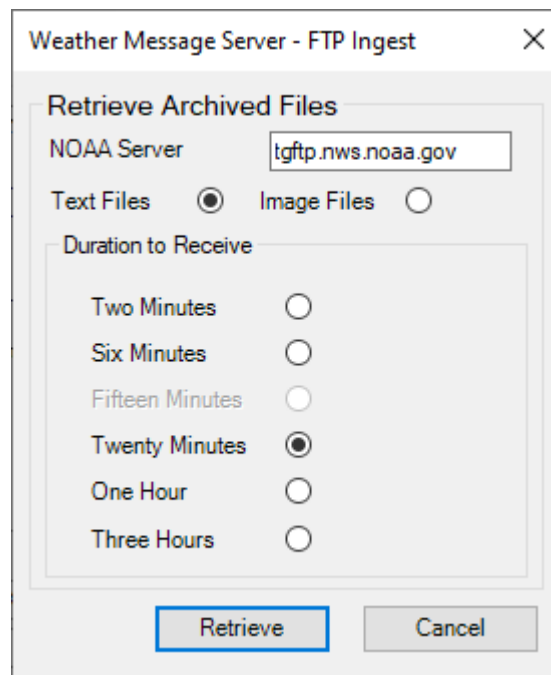 Weather Message Server - FTP Ingest
Retrieve Archived Files
NOAA Server tgftp.nws.noaa.gov
Text Files Image Files
Duration to Receive
Two Minutes
Six Minutes
Fifteen Minutes
Twenty Minutes
One Hour
Three Hours
Retrieve Cancel